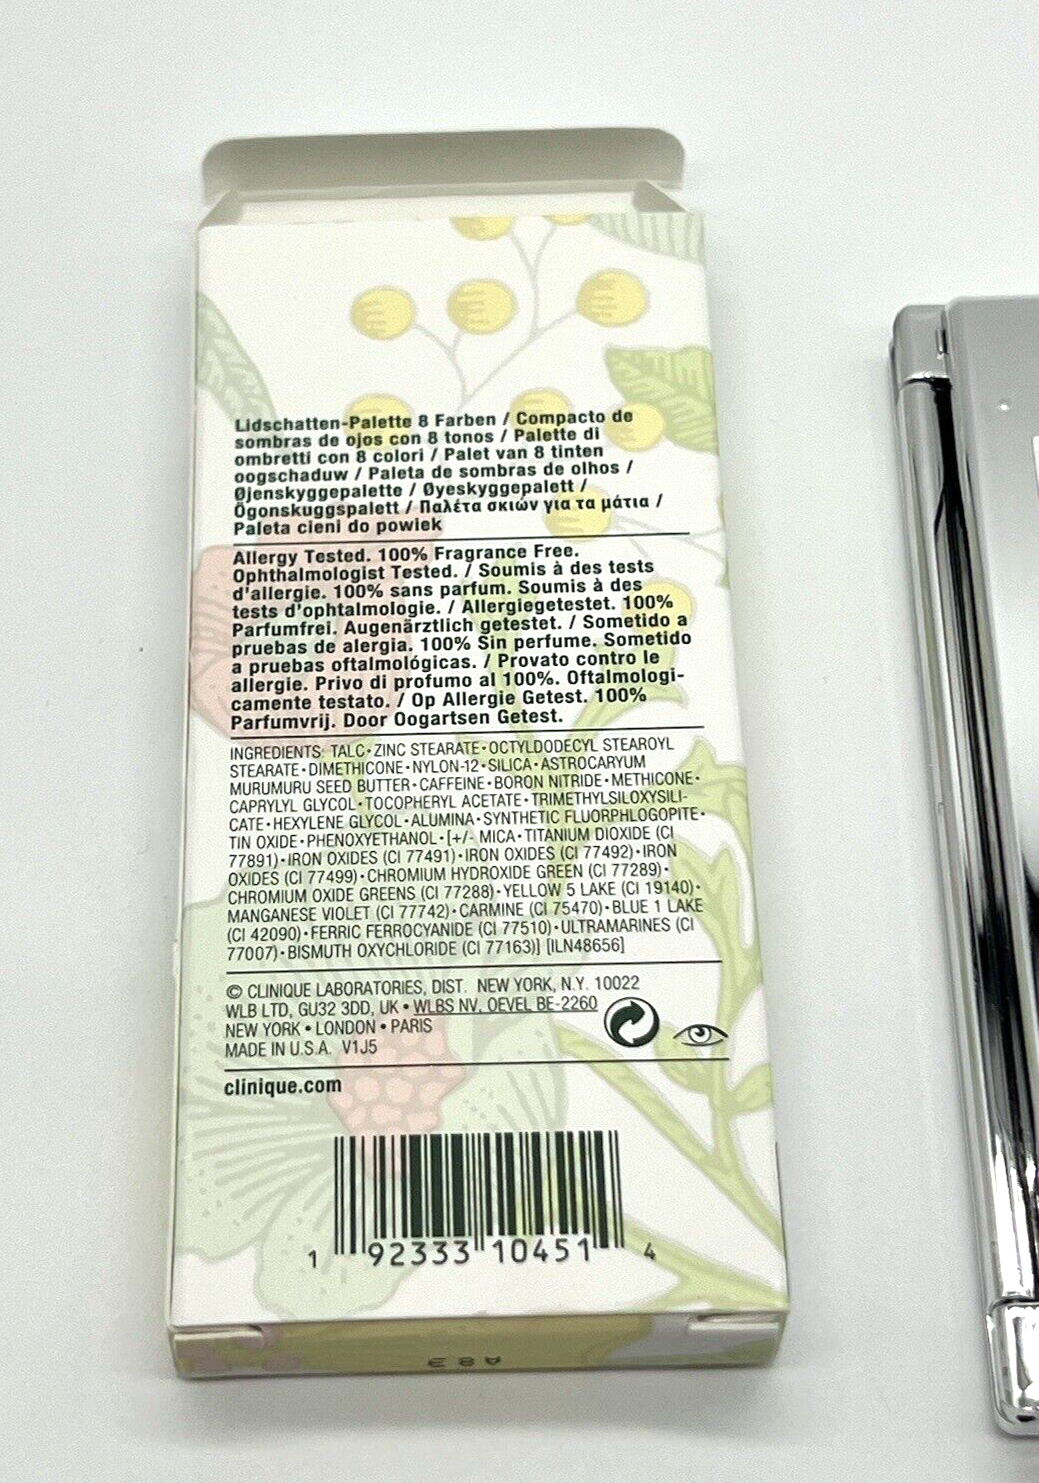 Lidschatten-Palette 8 Farben / Compacto de
sombras de ojos con 8 tonos / Palette di
ombretti con 8 colori / Palet van 8 tinten
oogschaduw / Paleta de sombras de olhos /
Øjenskyggepalette / Øyeskyggepalett /
Ögonskuggspalett / Παλέτα σκιών για τα μάτια /
Paleta cieni do powiek
Allergy Tested. 100% Fragrance Free.
Ophthalmologist Tested. / Soumis à des tests
d'allergie. 100% sans parfum. Soumis à des
tests d'ophtalmologie. / Allergiegetestet. 100%
Parfumfrei. Augenärztlich getestet. / Sometido a
pruebas de alergia. 100% Sin perfume. Sometido
a pruebas oftalmológicas. / Provato contro le
allergie. Privo di profumo al 100%. Oftalmologi-
camente testato. / Op Allergie Getest. 100%
Parfumvrij. Door Oogartsen Getest.
INGREDIENTS: TALC•ZINC STEARATE•OCTYLDODECYL STEAROYL
STEARATE•DIMETHICONE•NYLON-12•SILICA•ASTROCARYUM
MURUMURU SEED BUTTER•CAFFEINE•BORON NITRIDE•METHICONE•
CAPRYLYL GLYCOL•TOCOPHERYL ACETATE•TRIMETHYLSILOXYSILI-
CATE•HEXYLENE GLYCOL•ALUMINA•SYNTHETIC FLUORPHLOGOPITE•
TIN OXIDE•PHENOXYETHANOL•[+/- MICA•TITANIUM DIOXIDE (CI
77891)•IRON OXIDES (CI 77491)•IRON OXIDES (CI 77492)•IRON
OXIDES (CI 77499)•CHROMIUM HYDROXIDE GREEN (CI 77289)•
CHROMIUM OXIDE GREENS (CI 77288)•YELLOW 5 LAKE (CI 19140)•
MANGANESE VIOLET (CI 77742)•CARMINE (CI 75470)•BLUE 1 LAKE
(CI 42090)•FERRIC FERROCYANIDE (CI 77510)•ULTRAMARINES (CI
77007)•BISMUTH OXYCHLORIDE (CI 77163)] [ILN48656]
© CLINIQUE LABORATORIES, DIST. NEW YORK, N.Y. 10022
WLB LTD, GU32 3DD, UK • WLBS NV, OEVEL BE-2260
NEW YORK • LONDON • PARIS
MADE IN U.S.A. V1J5
clinique.com
1 92333 10451 4